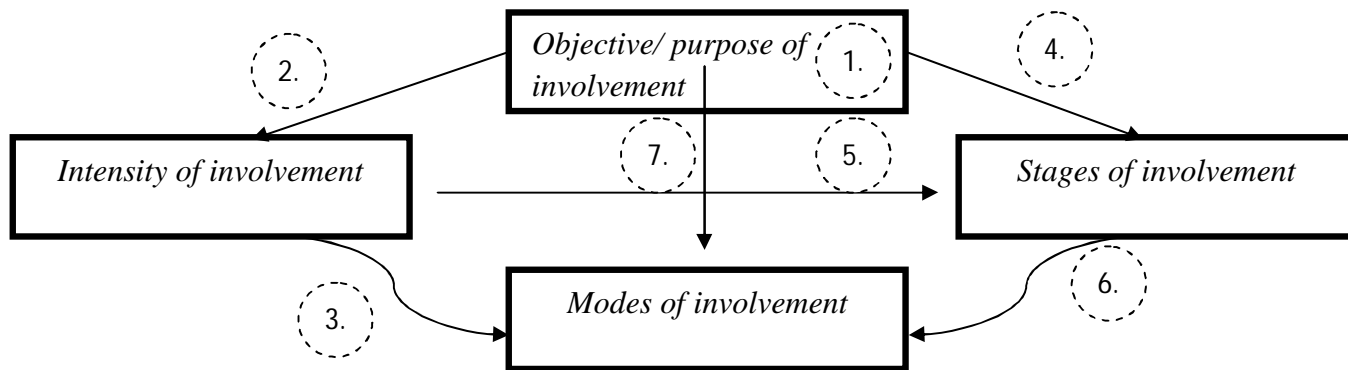 Objective/ purpose of
involvement
1.
2.
4.
7.
5.
Intensity of involvement
Stages of involvement
Modes of involvement
3.
6.